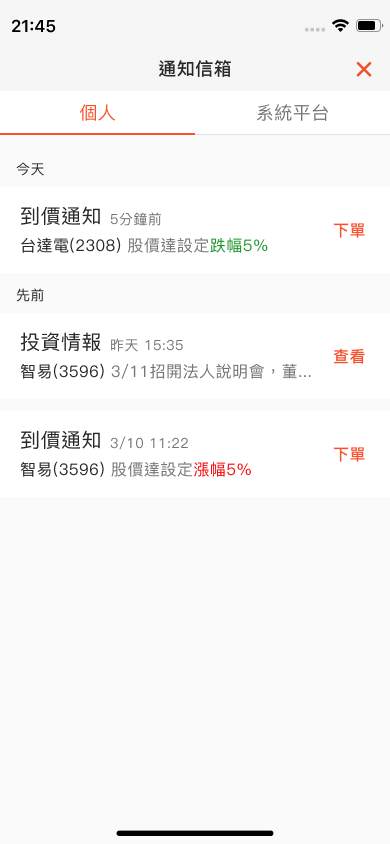 21:45
通知信箱
個人
系統平台
今天
到價通知 5分鐘前
台達電(2308) 股價達設定跌幅5%
下單
先前
投資情報 昨天 15:35
智易(3596) 3/11招開法人說明會，董...
查看
到價通知 3/10 11:22
智易(3596) 股價達設定漲幅5%
下單